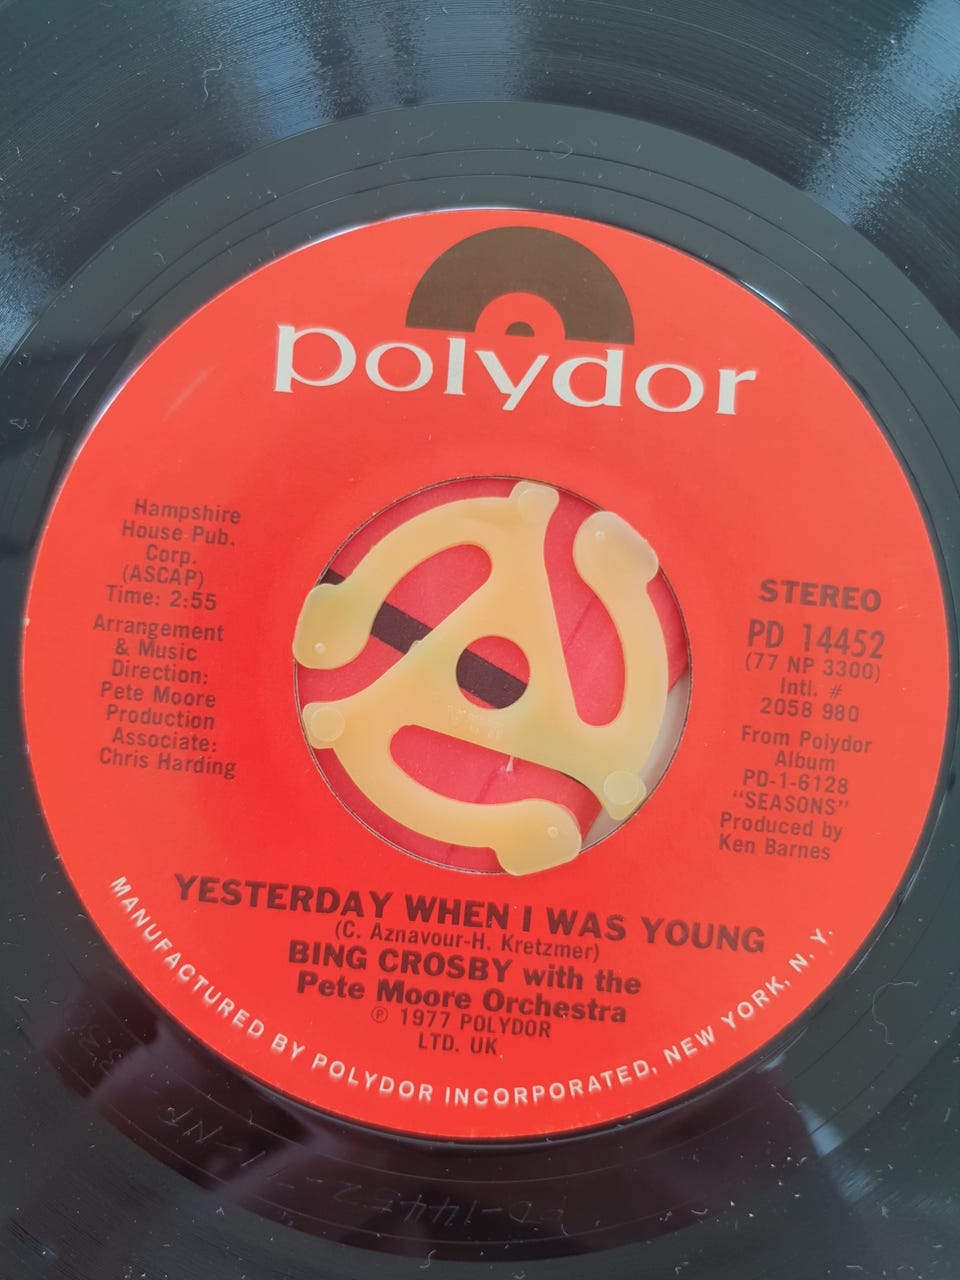 polydor
Hampshire
House Pub.
Corp.
(ASCAP)
Time: 2:55
Arrangement
& Music
Direction:
Pete Moore
Production
Associate:
Chris Harding
STEREO
PD 14452
(77 NP 3300)
Intl. #
2058 980
From Polydor
Album
PD-1-6128
“SEASONS”
Produced by
Ken Barnes
YESTERDAY WHEN I WAS YOUNG
(C. Aznavour-H. Kretzmer)
BING CROSBY with the
Pete Moore Orchestra
℗ 1977 POLYDOR
LTD. UK
MANUFACTURED BY POLYDOR INCORPORATED, NEW YORK, N. Y.